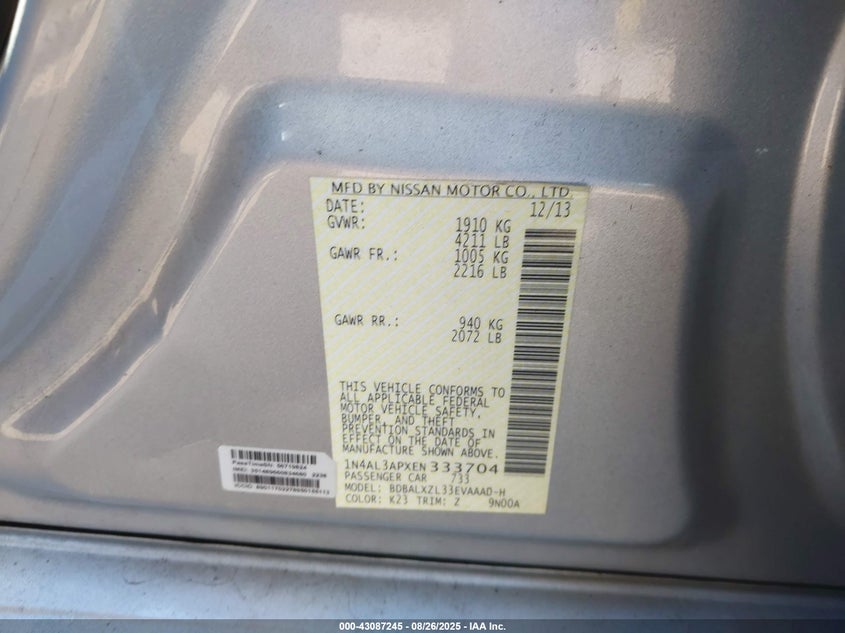 MFD BY NISSAN MOTOR CO., LTD.
DATE: 12/13
GVWR: 1910 KG
4211 LB
GAWR FR.: 1005 KG
2216 LB
GAWR RR.: 940 KG
2072 LB
THIS VEHICLE CONFORMS TO
ALL APPLICABLE FEDERAL
MOTOR VEHICLE SAFETY,
BUMPER, AND THEFT
PREVENTION STANDARDS IN
EFFECT ON THE DATE OF
MANUFACTURE SHOWN ABOVE.
1N4AL3APXEN333704
PASSENGER CAR 733
MODEL: BDBALXZL33EVAAAD-H
COLOR: K23 TRIM: Z 9N00A
000-43087245 - 08/26/2025 - IAA Inc.